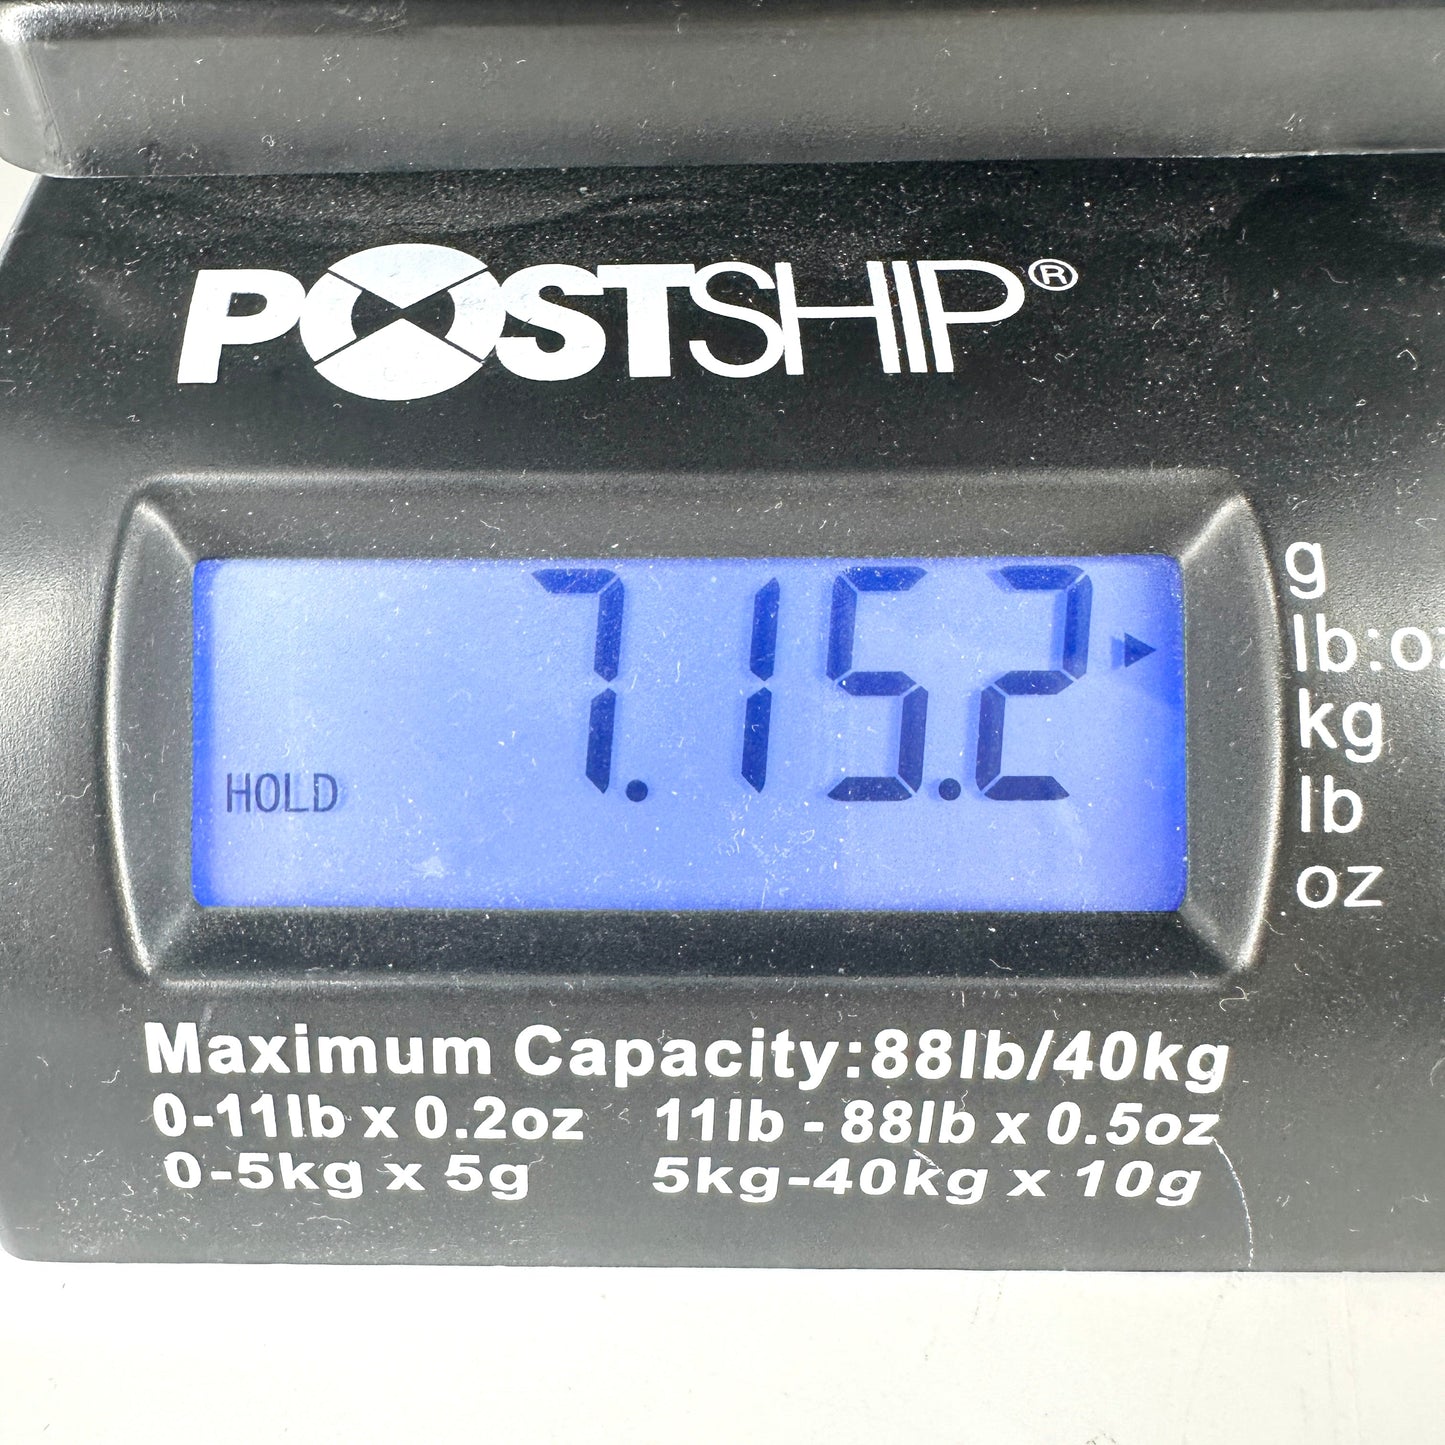 POSTSHIP®
7.15.2
HOLD
g
lb:oz
kg
lb
oz
Maximum Capacity:88lb/40kg
0-11lb x 0.2oz 11lb - 88lb x 0.5oz
0-5kg x 5g 5kg-40kg x 10g